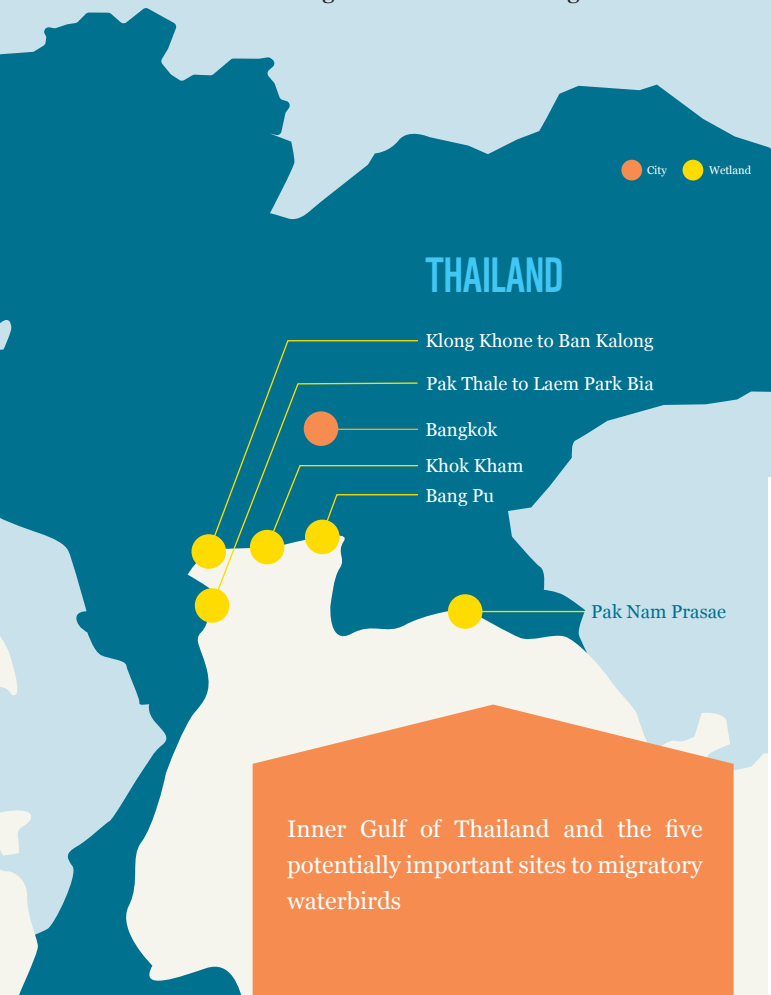 City
Wetland
THAILAND
Klong Khone to Ban Kalong
Pak Thale to Laem Park Bia
Bangkok
Khok Kham
Bang Pu
Pak Nam Prasae
Inner Gulf of Thailand and the five
potentially important sites to migratory
waterbirds